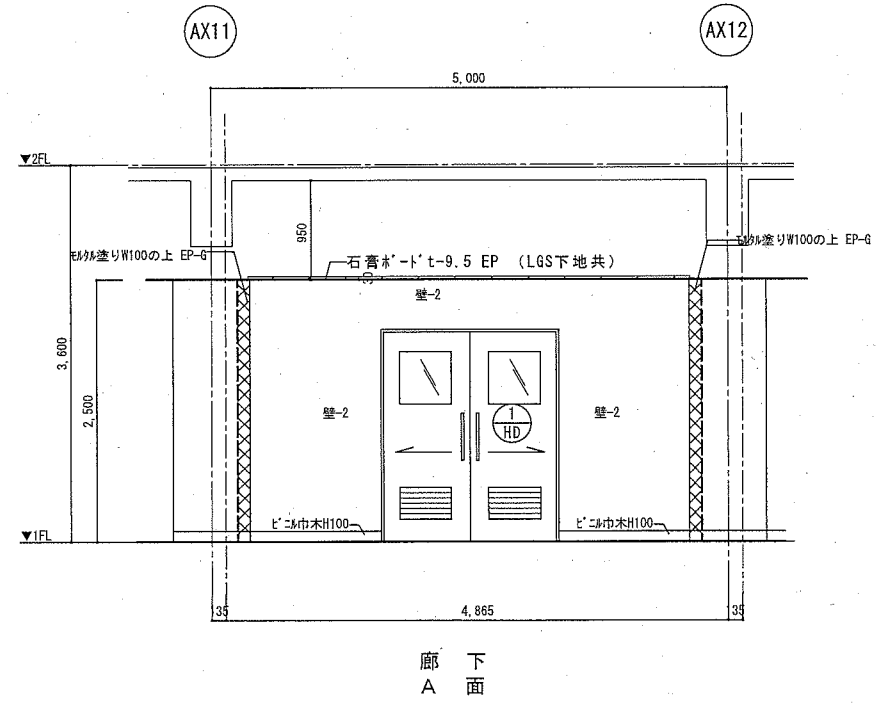 AX11
AX12
5,000
▼2FL
950
モルタル塗りW100の上 EP-G
モルタル塗りW100の上 EP-G
石膏ボードt-9.5 EP (LGS下地共)
30
壁-2
3,600
2,500
壁-2
壁-2
1
HD
ビニル巾木H100
ビニル巾木H100
▼1FL
35
4,865
35
廊 下
A 面